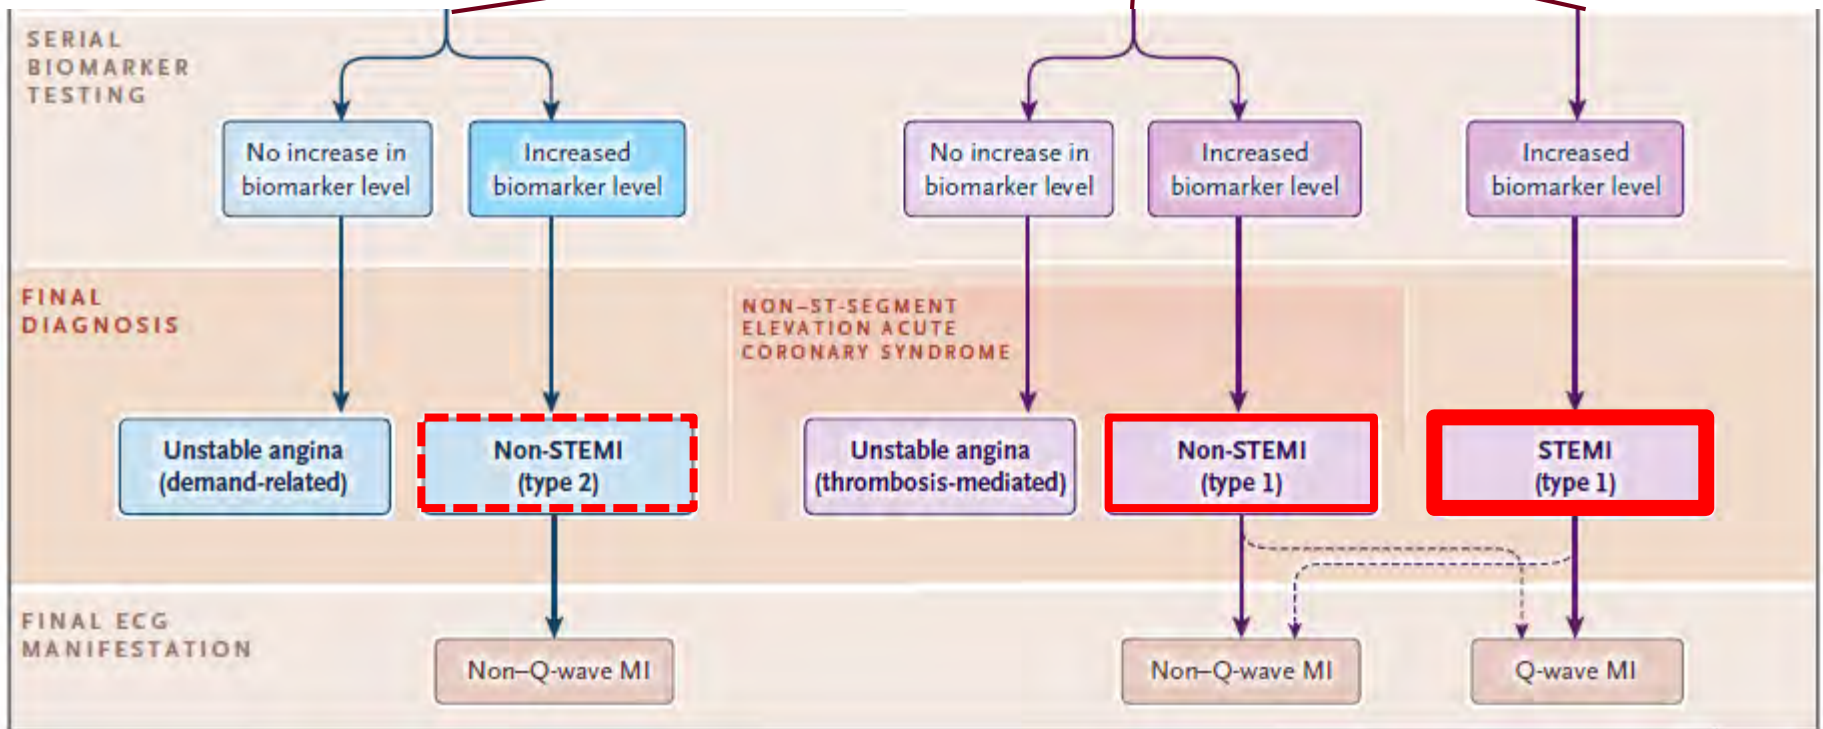 SERIAL
BIOMARKER
TESTING
No increase in
biomarker level
Increased
biomarker level
No increase in
biomarker level
Increased
biomarker level
Increased
biomarker level
FINAL
DIAGNOSIS
NON–ST-SEGMENT
ELEVATION ACUTE
CORONARY SYNDROME
Unstable angina
(demand-related)
Non-STEMI
(type 2)
Unstable angina
(thrombosis-mediated)
Non-STEMI
(type 1)
STEMI
(type 1)
FINAL ECG
MANIFESTATION
Non–Q-wave MI
Non–Q-wave MI
Q-wave MI